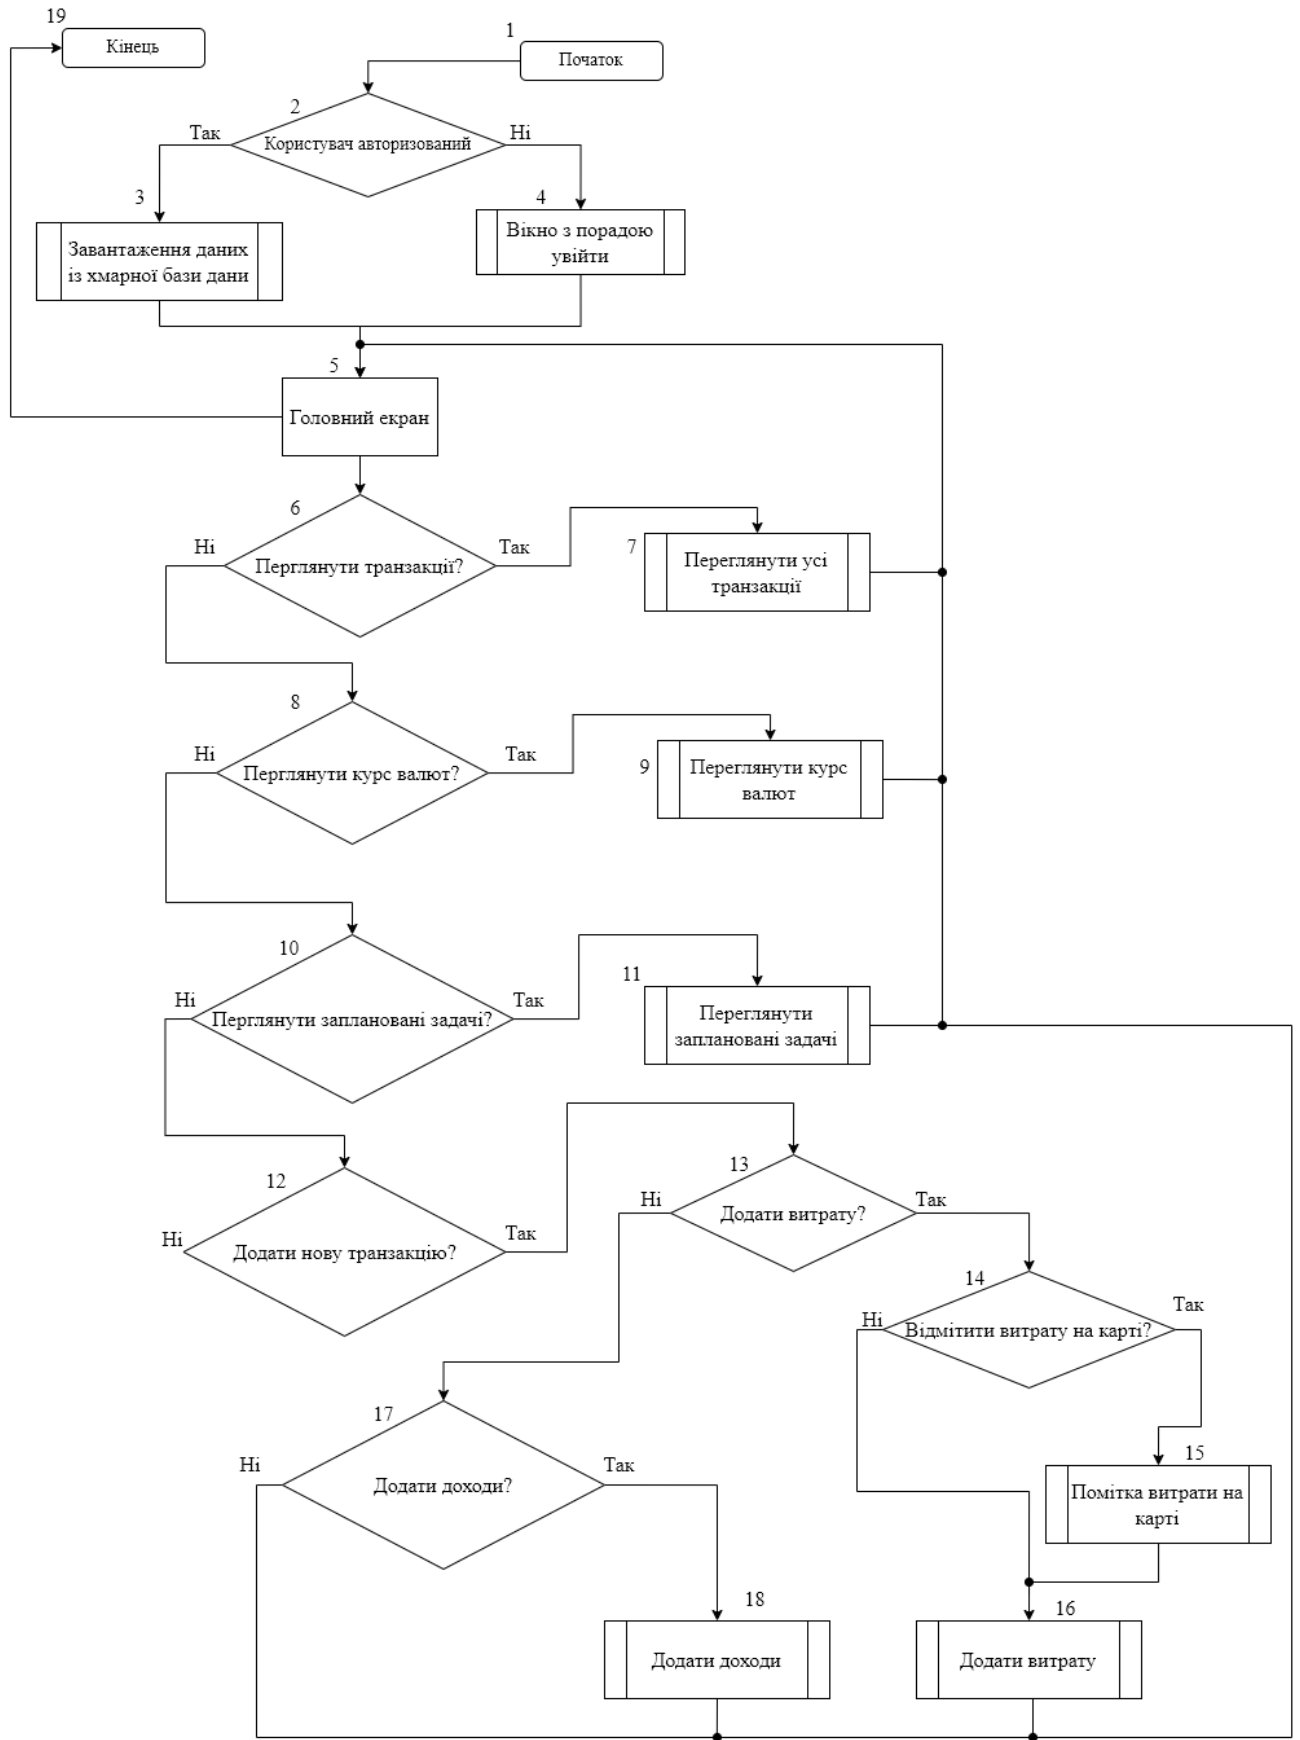 19
Кінець
1
Початок
2
Так
Користувач авторизований
Ні
3
Завантаження даних
із хмарної бази дани
4
Вікно з порадою
увійти
5
Головний екран
6
Ні
Перглянути транзакції?
Так
7
Переглянути усі
транзакції
8
Ні
Перглянути курс валют?
Так
9
Переглянути курс
валют
10
Ні
Перглянути заплановані задачі?
Так
11
Переглянути
заплановані задачі
12
Ні
Додати нову транзакцію?
Так
13
Ні
Додати витрату?
Так
14
Ні
Відмітити витрату на карті?
Так
15
Помітка витрати на
карті
17
Ні
Додати доходи?
Так
18
Додати доходи
16
Додати витрату